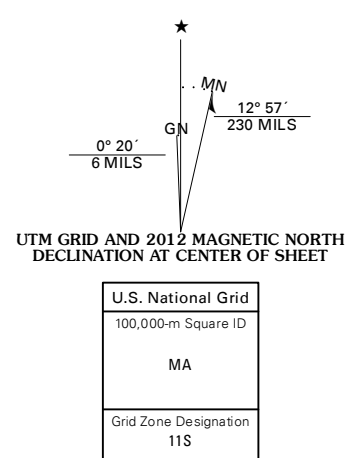 ★
MN
12° 57´
230 MILS
GN
0° 20´
6 MILS
UTM GRID AND 2012 MAGNETIC NORTH
DECLINATION AT CENTER OF SHEET
U.S. National Grid
100,000-m Square ID
MA
Grid Zone Designation
11S